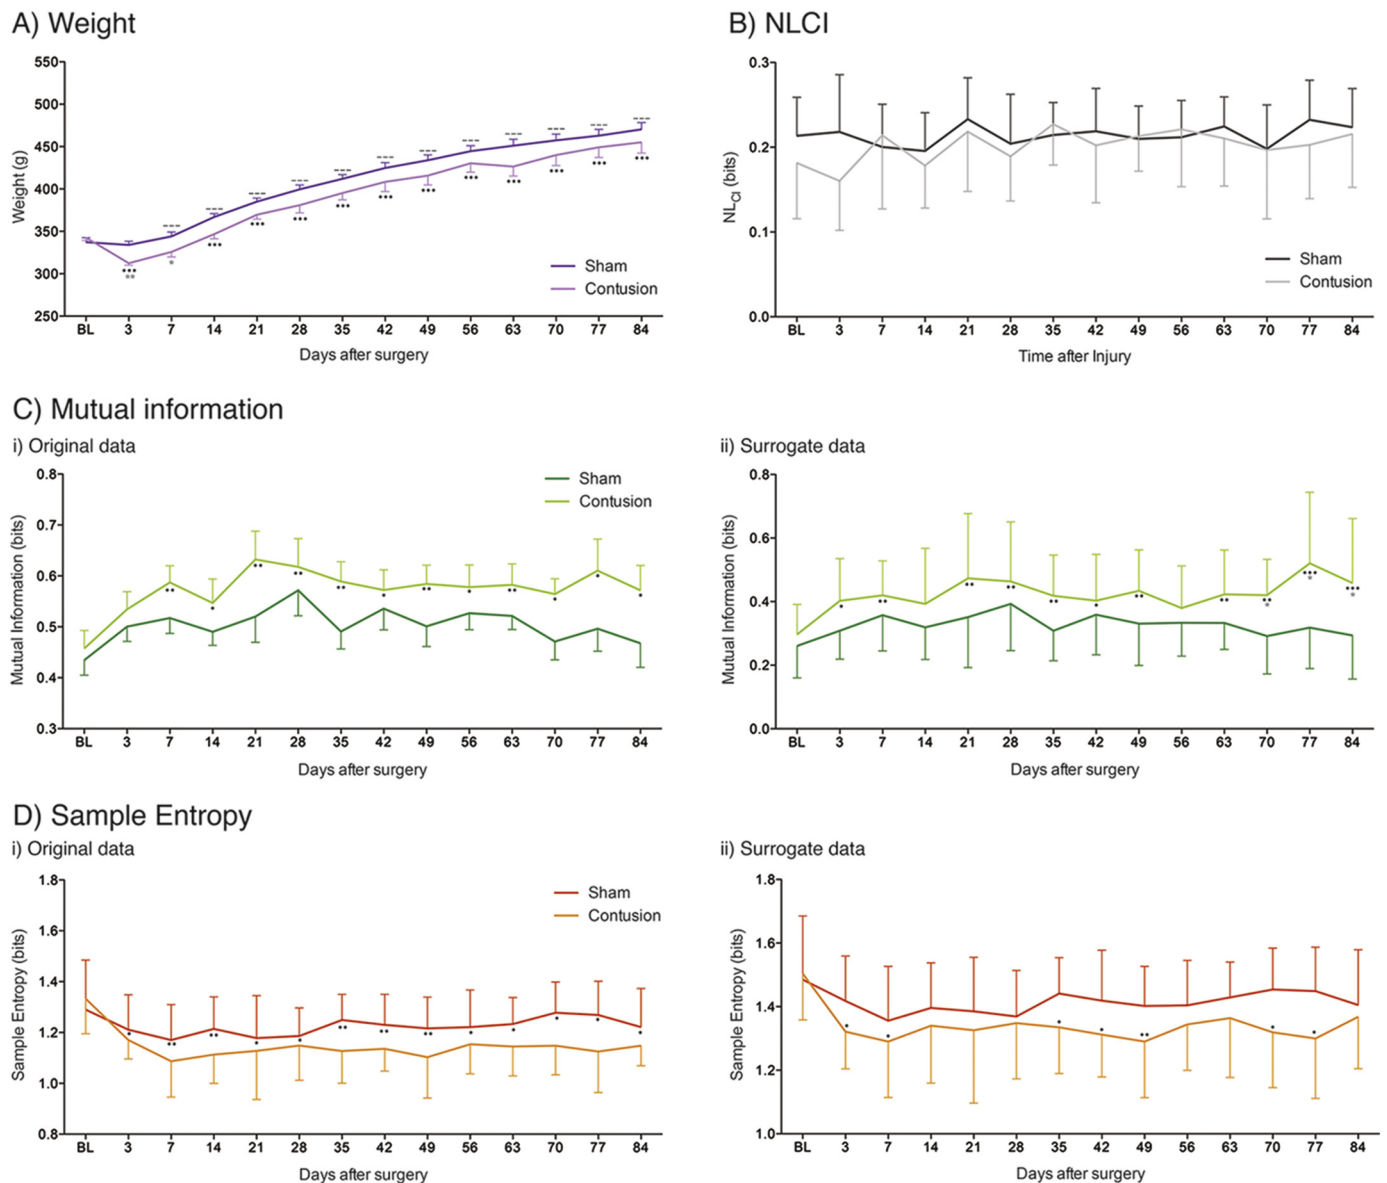 A) Weight
550
500
450
400
350
300
250
Weight (g)
BL 3 7 14 21 28 35 42 49 56 63 70 77 84
Days after surgery
Sham
Contusion
B) NLCI
0.3
0.2
0.1
0.0
NLCI (bits)
BL 3 7 14 21 28 35 42 49 56 63 70 77 84
Time after Injury
Sham
Contusion
C) Mutual information
i) Original data
0.8
0.7
0.6
0.5
0.4
0.3
Mutual Information (bits)
BL 3 7 14 21 28 35 42 49 56 63 70 77 84
Days after surgery
Sham
Contusion
ii) Surrogate data
0.8
0.6
0.4
0.2
0.0
Mutual Information (bits)
BL 3 7 14 21 28 35 42 49 56 63 70 77 84
Days after surgery
D) Sample Entropy
i) Original data
1.8
1.6
1.4
1.2
1.0
0.8
Sample Entropy (bits)
BL 3 7 14 21 28 35 42 49 56 63 70 77 84
Days after surgery
Sham
Contusion
ii) Surrogate data
1.8
1.6
1.4
1.2
1.0
Sample Entropy (bits)
BL 3 7 14 21 28 35 42 49 56 63 70 77 84
Days after surgery